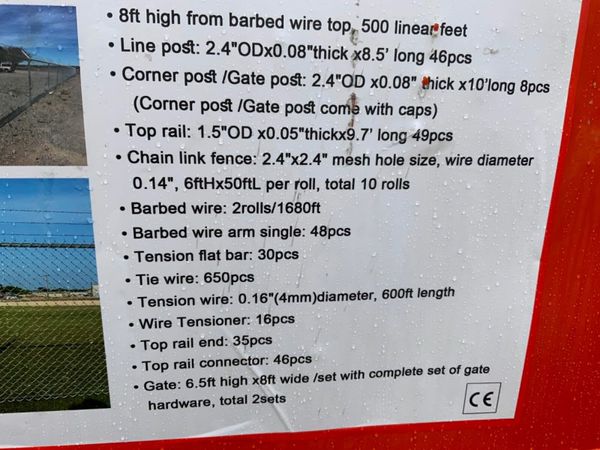 • 8ft high from barbed wire top, 500 linear feet
• Line post: 2.4"ODx0.08"thick x8.5' long 46pcs
• Corner post /Gate post: 2.4"OD x0.08" thick x10'long 8pcs
(Corner post /Gate post come with caps)
• Top rail: 1.5"OD x0.05"thickx9.7' long 49pcs
• Chain link fence: 2.4"x2.4" mesh hole size, wire diameter
0.14", 6ftHx50ftL per roll, total 10 rolls
• Barbed wire: 2rolls/1680ft
• Barbed wire arm single: 48pcs
• Tension flat bar: 30pcs
• Tie wire: 650pcs
• Tension wire: 0.16"(4mm)diameter, 600ft length
• Wire Tensioner: 16pcs
• Top rail end: 35pcs
• Top rail connector: 46pcs
• Gate: 6.5ft high x8ft wide /set with complete set of gate
hardware, total 2sets
CE